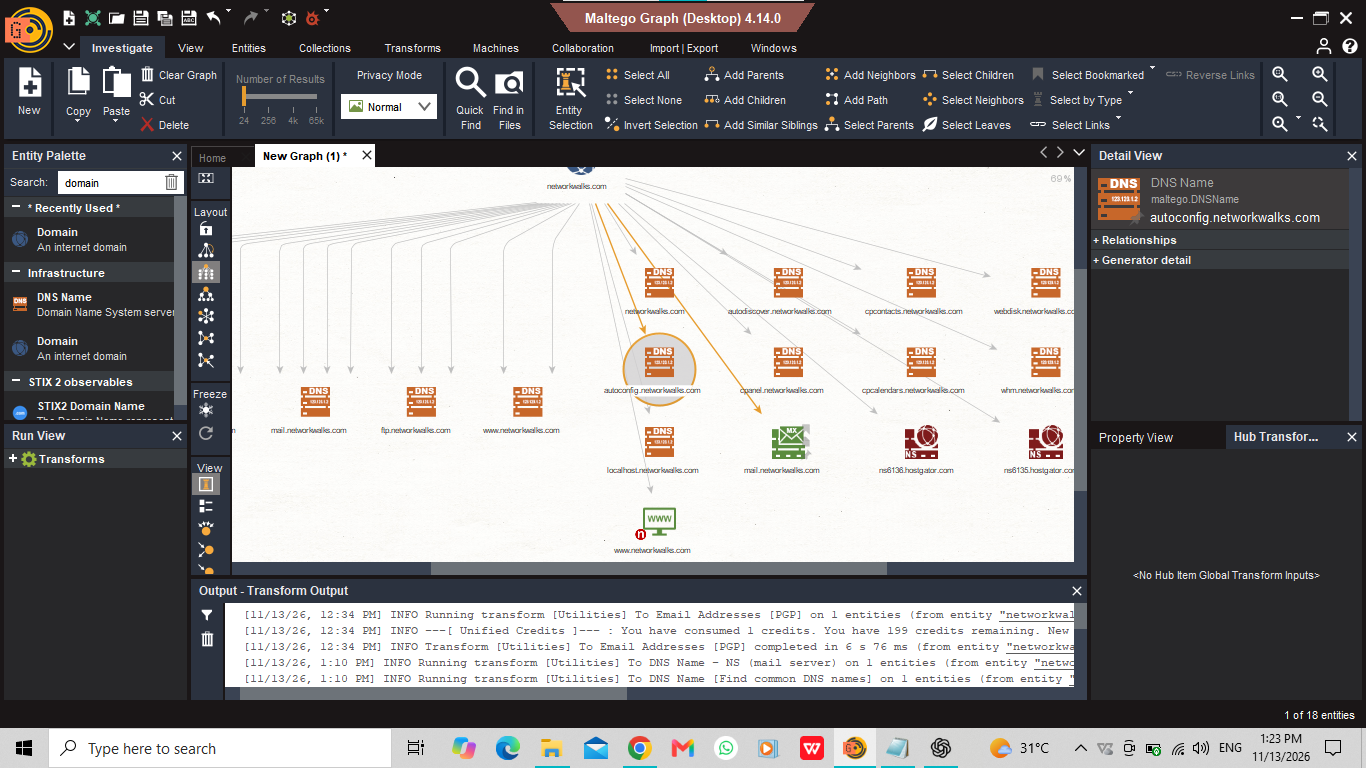 Maltego Graph (Desktop) 4.14.0
Investigate View Entities Collections Transforms Machines Collaboration Import | Export Windows
New
Copy
Paste
Clear Graph
Cut
Delete
Number of Results
24 256 4k 65k
Privacy Mode
Normal
Quick
Find
Find in
Files
Entity
Selection
Select All
Select None
Invert Selection
Add Parents
Add Children
Add Similar Siblings
Add Neighbors
Add Path
Select Parents
Select Children
Select Neighbors
Select Leaves
Select Bookmarked
Select by Type
Select Links
Reverse Links
Entity Palette
Search: domain
* Recently Used *
Domain
An internet domain
Infrastructure
DNS Name
Domain Name System server
Domain
An internet domain
STIX 2 observables
STIX2 Domain Name
Run View
+ Transforms
Home
New Graph (1) *
Layout
Freeze
View
69%
networkwalks.com
networkwalks.com
autodiscover.networkwalks.com
cpcontacts.networkwalks.com
webdisk.networkwalks.cc
autoconfig.networkwalks.com
cpanel.networkwalks.com
cpcalendars.networkwalks.com
whm.networkwalks.com
mail.networkwalks.com
ftp.networkwalks.com
www.networkwalks.com
localhost.networkwalks.com
mail.networkwalks.com
ns6136.hostgator.com
ns6135.hostgator.com
WWW
www.networkwalks.com
Output - Transform Output
[11/13/26, 12:34 PM] INFO Running transform [Utilities] To Email Addresses [PGP] on 1 entities (from entity "networkwal
[11/13/26, 12:34 PM] INFO ---[ Unified Credits ]--- : You have consumed 1 credits. You have 199 credits remaining. New
[11/13/26, 12:34 PM] INFO Transform [Utilities] To Email Addresses [PGP] completed in 6 s 76 ms (from entity "networkwa
[11/13/26, 1:10 PM] INFO Running transform [Utilities] To DNS Name - NS (mail server) on 1 entities (from entity "netwo
[11/13/26, 1:10 PM] INFO Running transform [Utilities] To DNS Name [Find common DNS names] on 1 entities (from entity "
Detail View
DNS
DNS Name
maltego.DNSName
autoconfig.networkwalks.com
+ Relationships
+ Generator detail
Property View
Hub Transfor...
<No Hub Item Global Transform Inputs>
1 of 18 entities
Type here to search
31°C
ENG
1:23 PM
11/13/2026